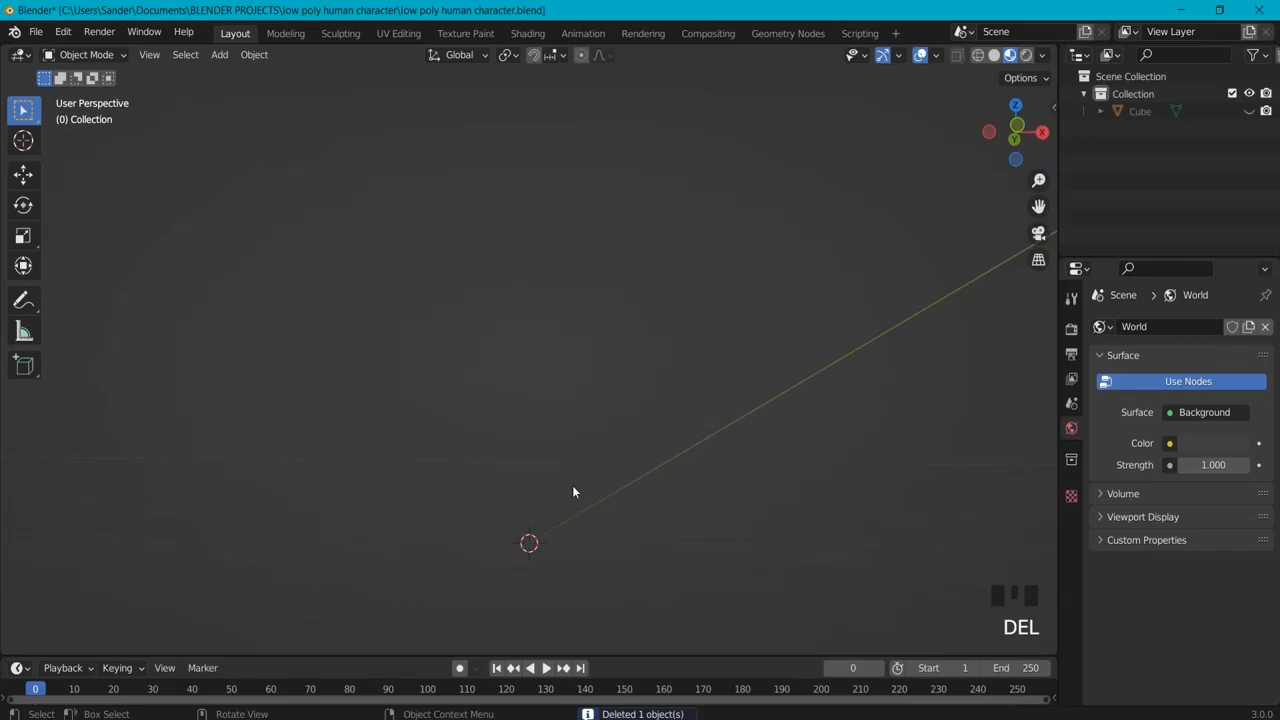 Blender* [C:\Users\Sander\Documents\BLENDER PROJECTS\low poly human character\low poly human character.blend]
File Edit Render Window Help Layout Modeling Sculpting UV Editing Texture Paint Shading Animation Rendering Compositing Geometry Nodes Scripting + Scene View Layer
Object Mode View Select Add Object Global
Options
User Perspective
(0) Collection
Z
X
Y
Scene Collection
Collection
Cube
Scene > World
World
Surface
Use Nodes
Surface Background
Color
Strength 1.000
Volume
Viewport Display
Custom Properties
DEL
Playback Keying View Marker 0 Start 1 End 250
0 10 20 30 40 50 60 70 80 90 100 110 120 130 140 150 160 170 180 190 200 210 220 230 240 250
Select Box Select Rotate View Object Context Menu Deleted 1 object(s) 3.0.0